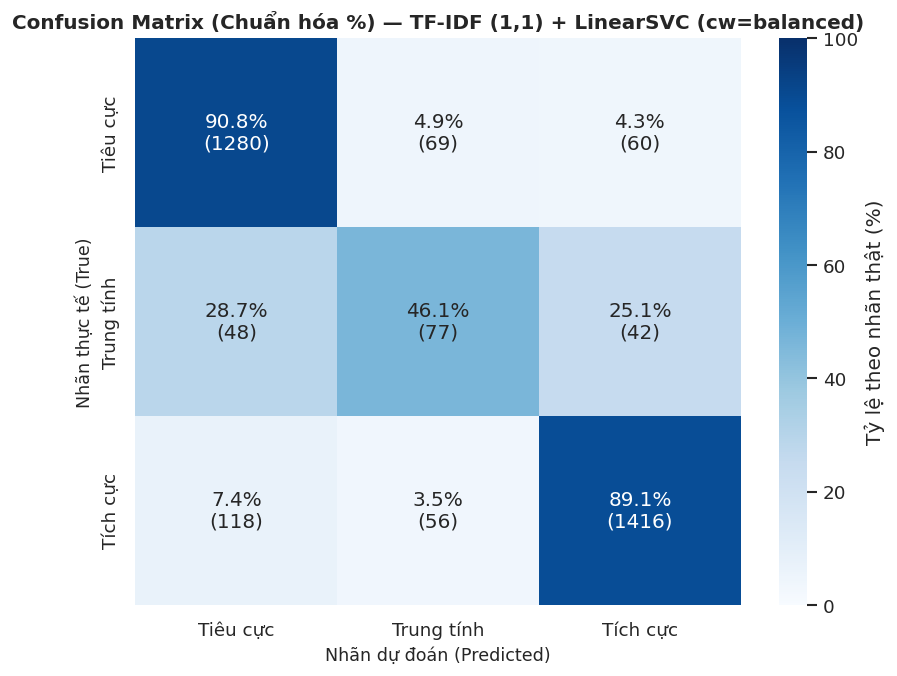 Confusion Matrix (Chuẩn hóa %) — TF-IDF (1,1) + LinearSVC (cw=balanced)
Nhãn thực tế (True)
Tiêu cực
90.8%
(1280)
4.9%
(69)
4.3%
(60)
Trung tính
28.7%
(48)
46.1%
(77)
25.1%
(42)
Tích cực
7.4%
(118)
3.5%
(56)
89.1%
(1416)
Tiêu cực
Trung tính
Tích cực
Nhãn dự đoán (Predicted)
100
80
60
40
20
0
Tỷ lệ theo nhãn thật (%)